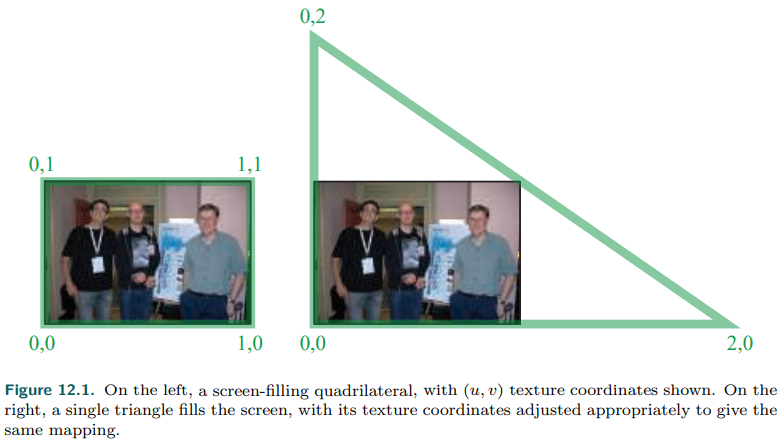 0,2
0,1
1,1
0,0
1,0
0,0
2,0
Figure 12.1. On the left, a screen-filling quadrilateral, with (u, v) texture coordinates shown. On the
right, a single triangle fills the screen, with its texture coordinates adjusted appropriately to give the
same mapping.